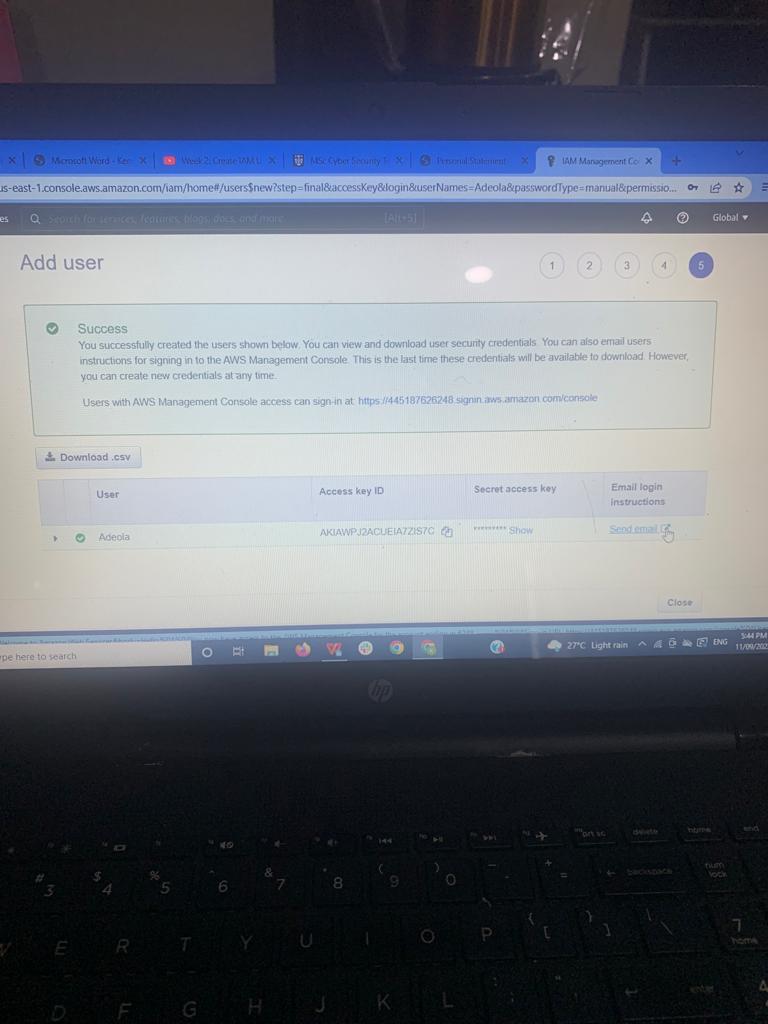 Microsoft Word - Ken
Week 2: Create IAM U
MSc Cyber Security T
Personal Statement
IAM Management Co
us-east-1.console.aws.amazon.com/iam/home#/users$new?step=final&accessKey&login&userNames=Adeola&passwordType=manual&permissio...
es
Search for services, features, blogs, docs, and more
[Alt+S]
Global
Add user
1 2 3 4 5
Success
You successfully created the users shown below. You can view and download user security credentials. You can also email users
instructions for signing in to the AWS Management Console. This is the last time these credentials will be available to download. However,
you can create new credentials at any time.
Users with AWS Management Console access can sign-in at: https://445187626248.signin.aws.amazon.com/console
Download .csv
User
Access key ID
Secret access key
Email login
instructions
Adeola
AKIAWPJ2ACUEIA7ZIS7C
********* Show
Send email
Close
pe here to search
27°C Light rain
ENG
5:44 PM
11/09/202
hp
prt sc
delete
home
end
# 3
$ 4
% 5
^ 6
& 7
* 8
( 9
) 0
_ -
+ =
backspace
num
lock
E R T Y U I O P { [ } ] | \
7
home
D F G H J K L : ; " '
enter
4